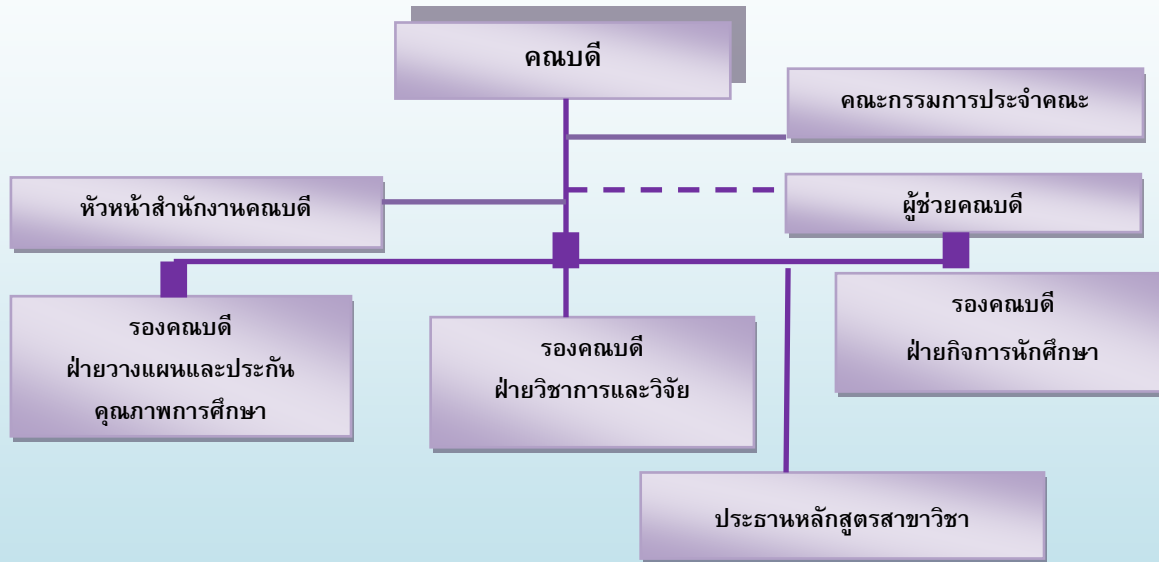 คณบดี
คณะกรรมการประจำคณะ
หัวหน้าสำนักงานคณบดี
ผู้ช่วยคณบดี
รองคณบดี
ฝ่ายวางแผนและประกัน
คุณภาพการศึกษา
รองคณบดี
ฝ่ายวิชาการและวิจัย
รองคณบดี
ฝ่ายกิจการนักศึกษา
ประธานหลักสูตรสาขาวิชา